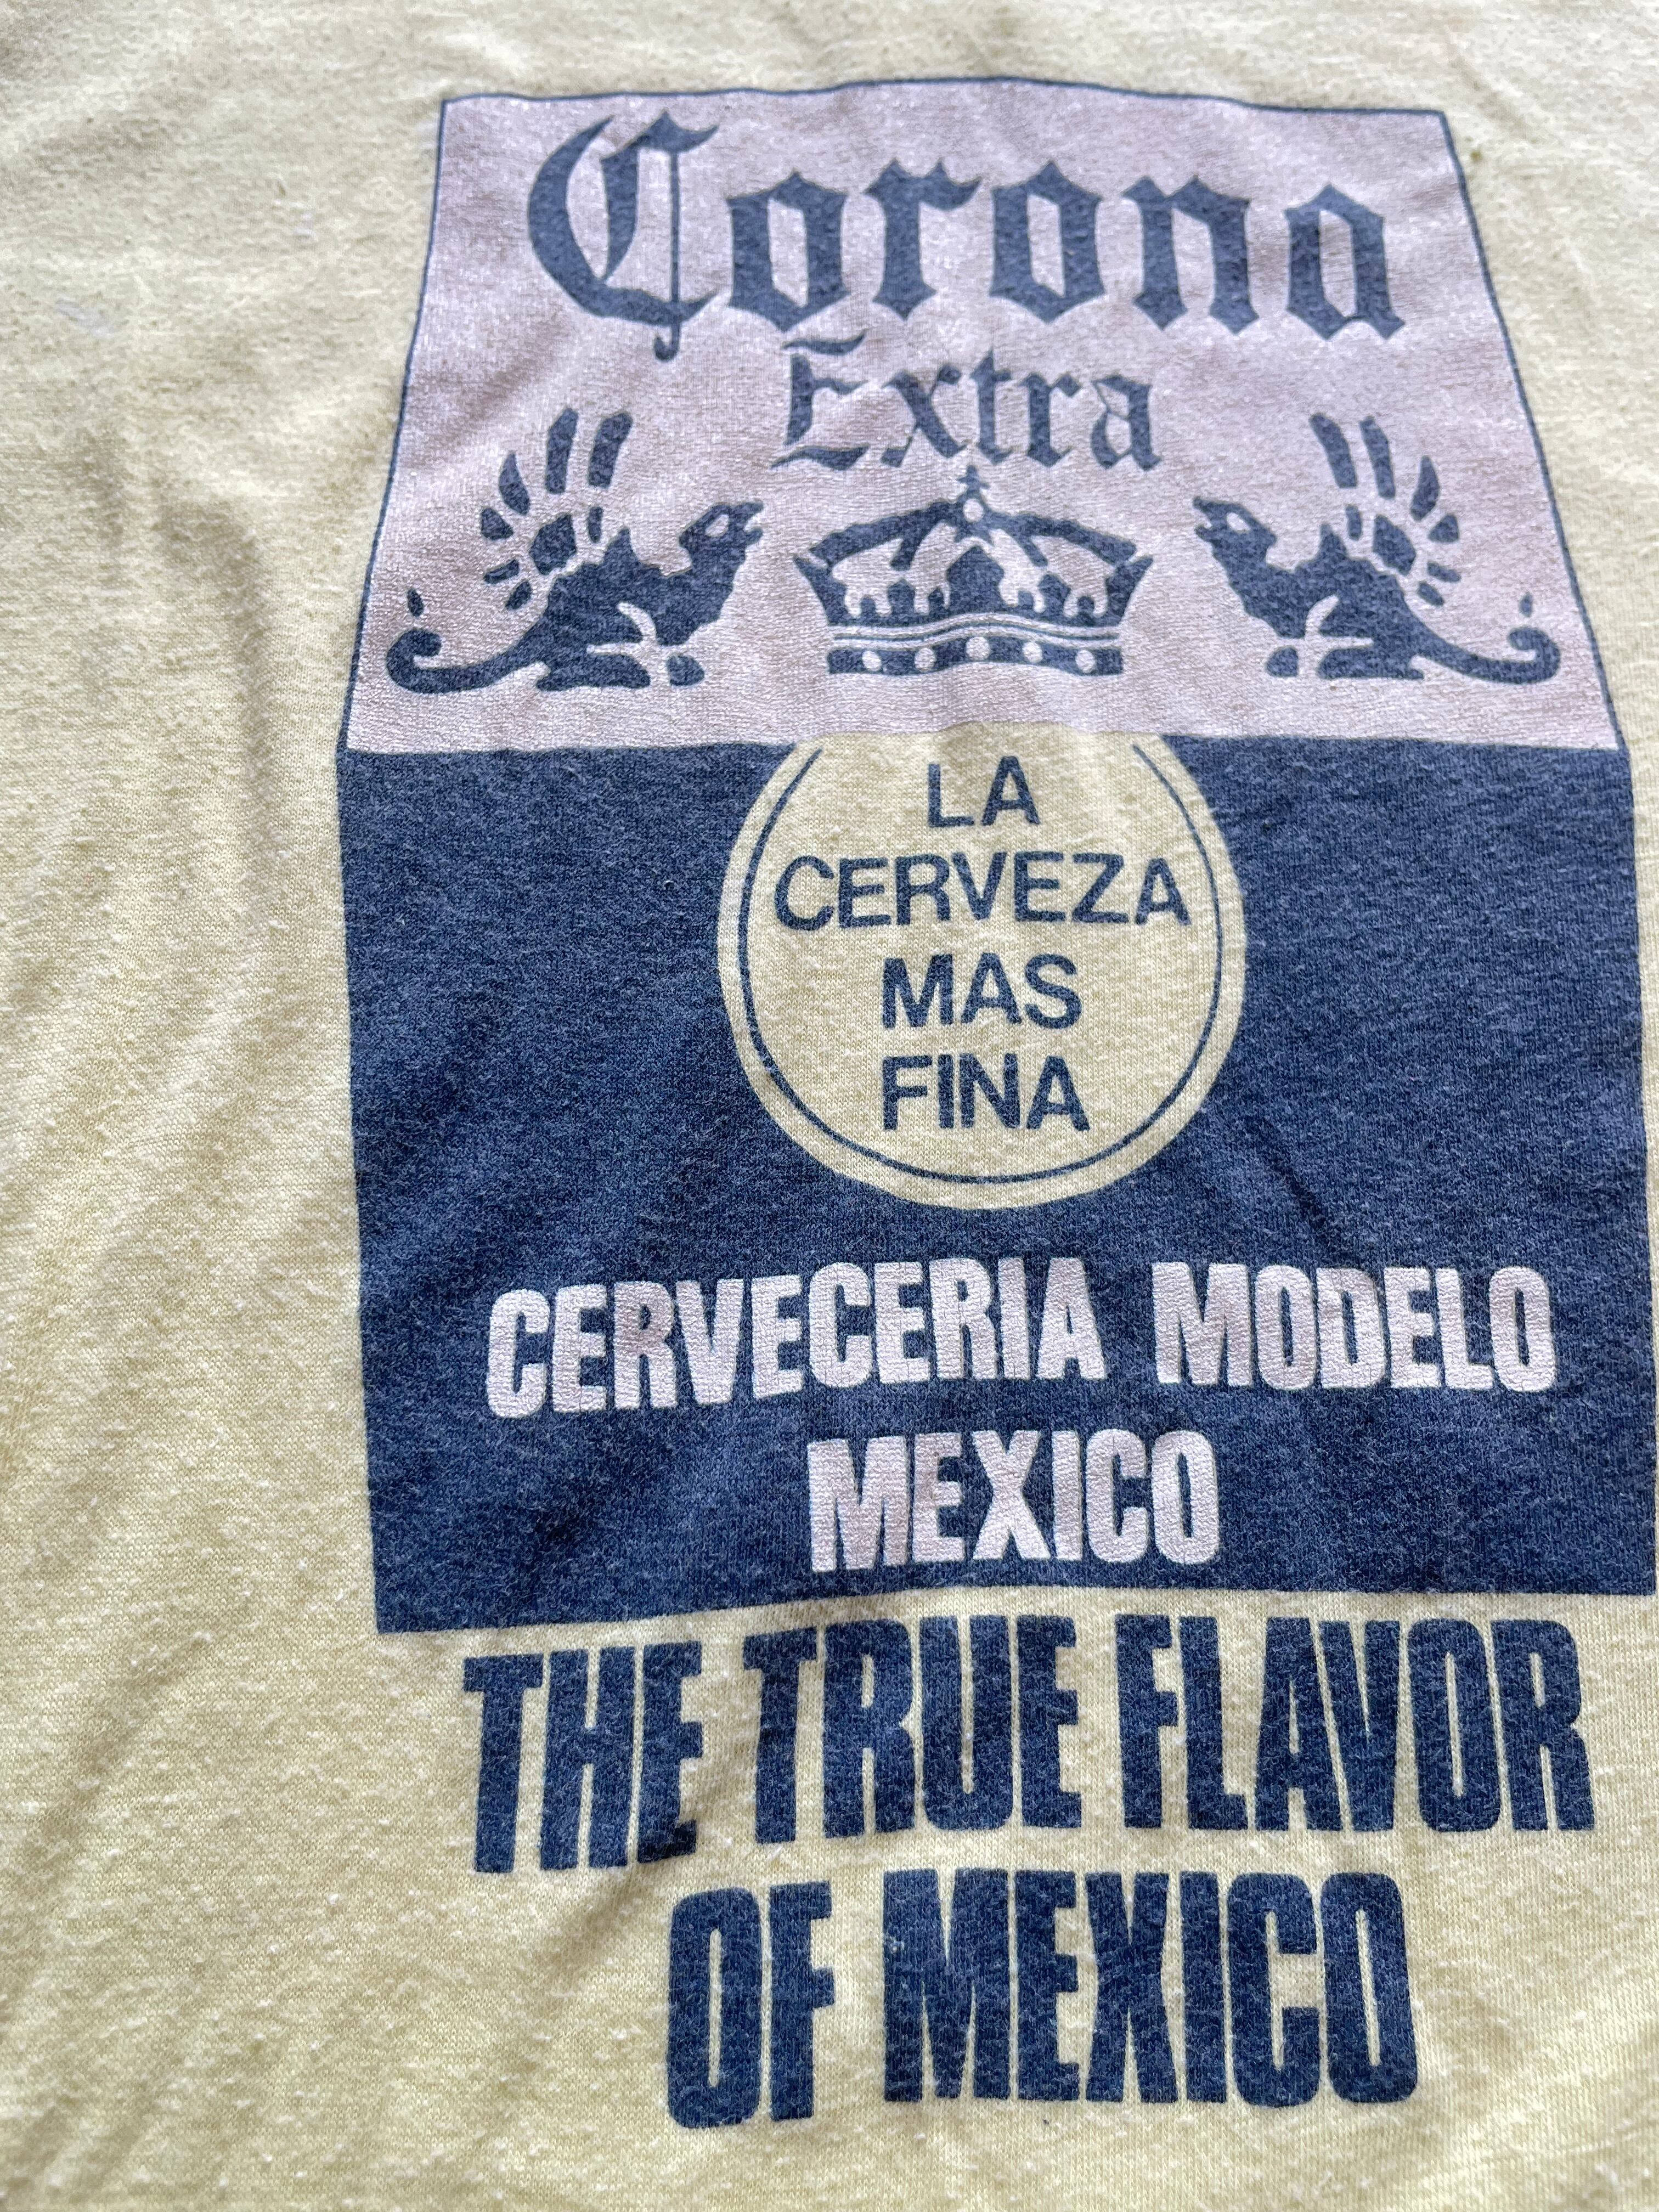 Corona
Extra
LA
CERVEZA
MAS
FINA
CERVECERIA MODELO
MEXICO
THE TRUE FLAVOR
OF MEXICO